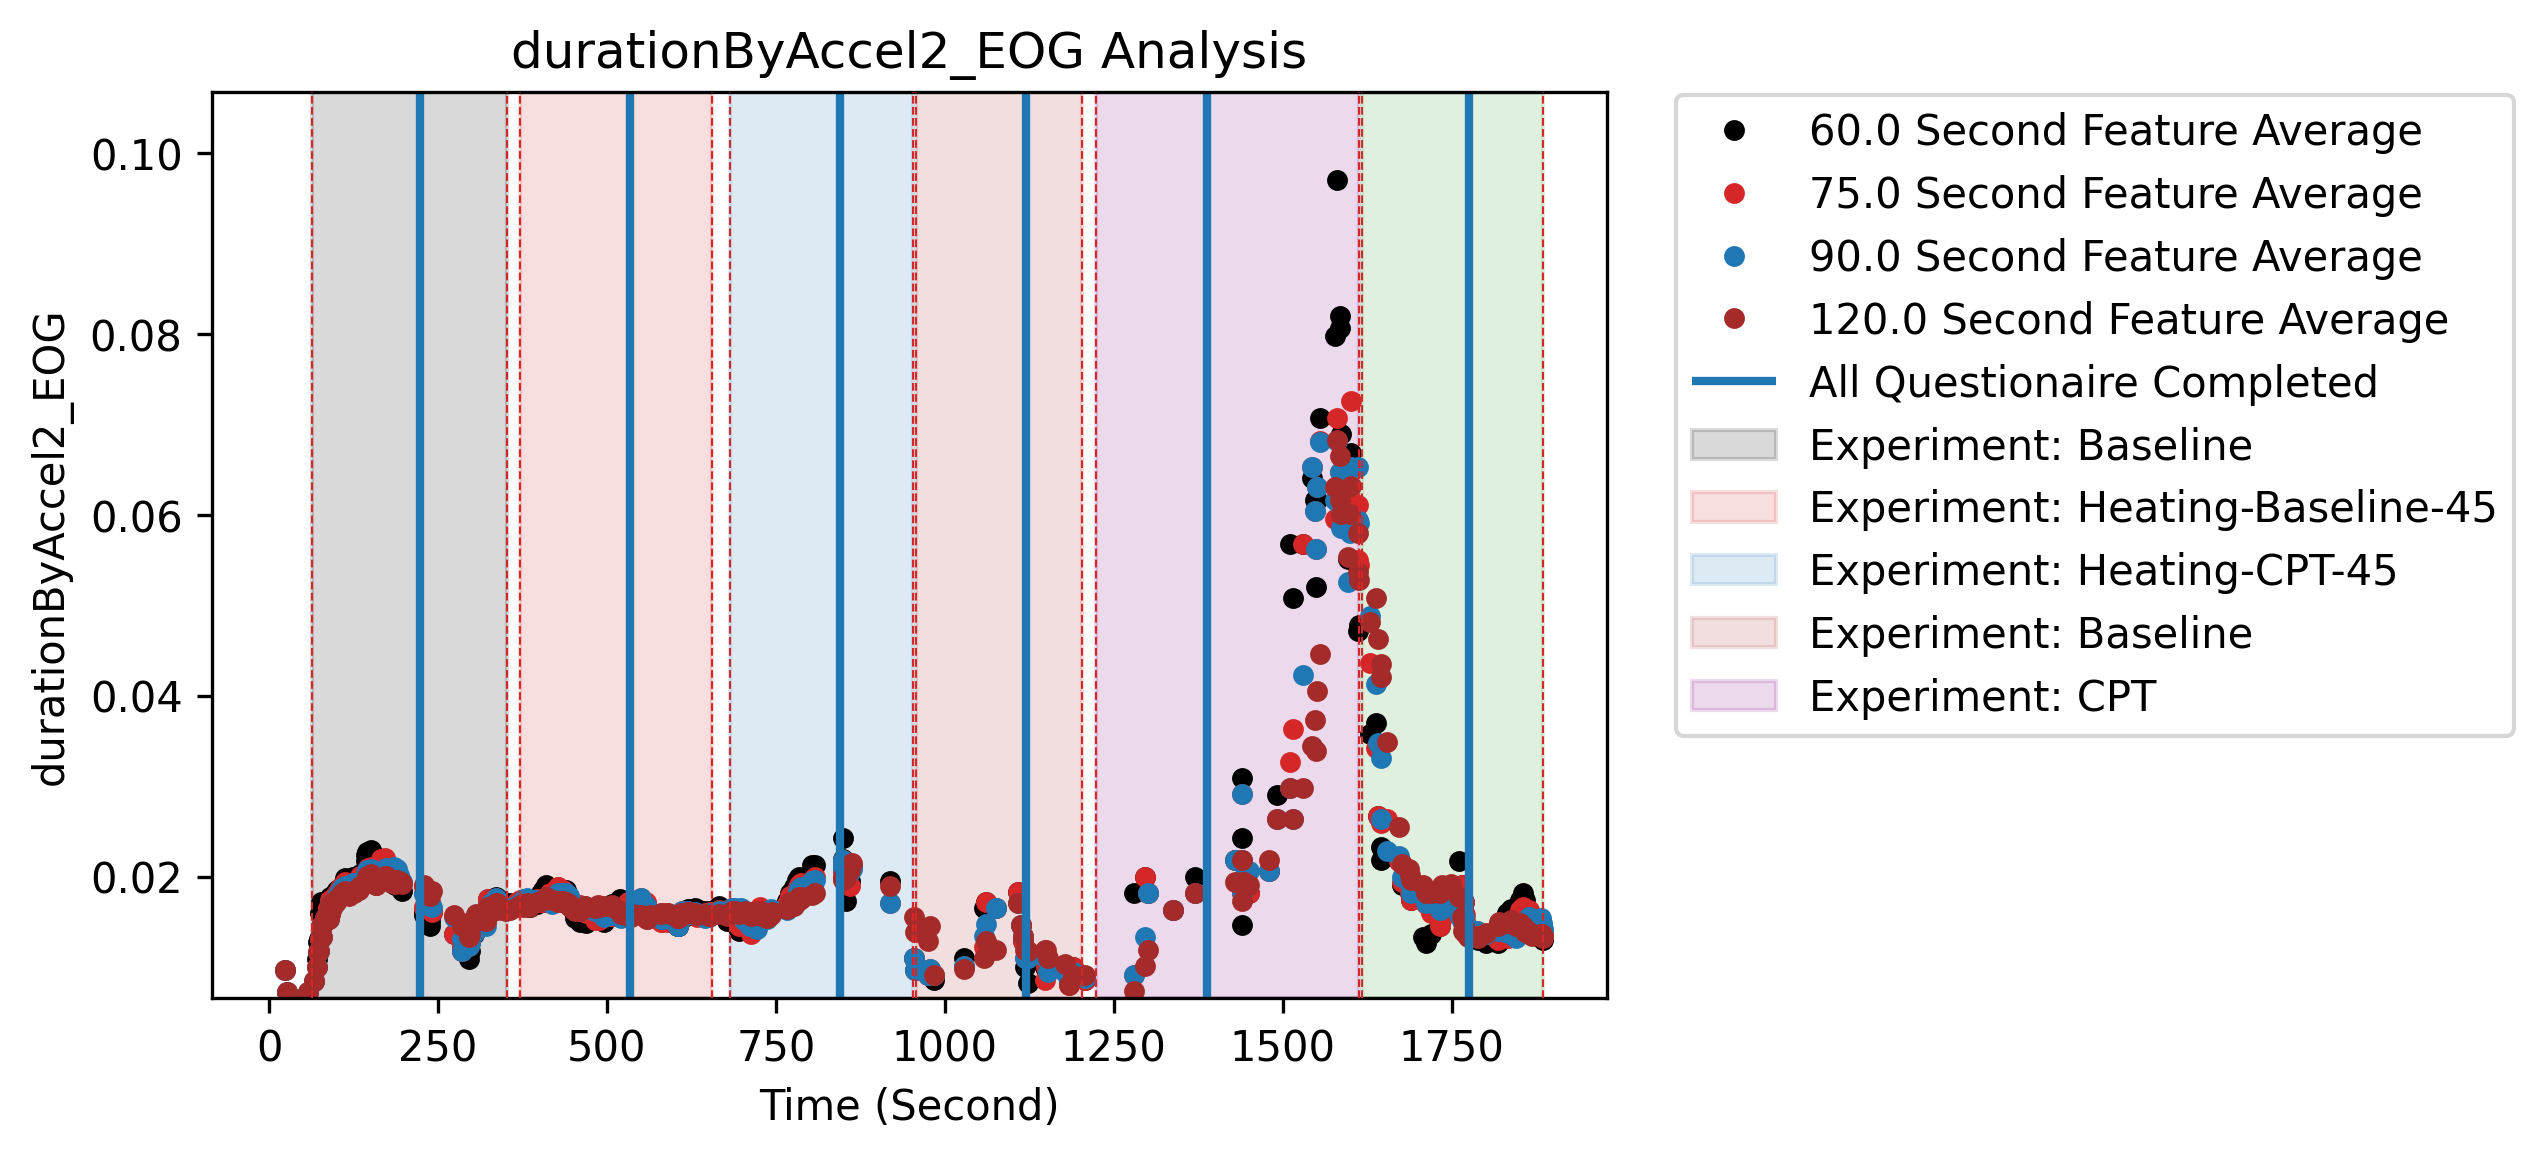 durationByAccel2_EOG Analysis
durationByAccel2_EOG
0.10
0.08
0.06
0.04
0.02
0
250
500
750
1000
1250
1500
1750
Time (Second)
60.0 Second Feature Average
75.0 Second Feature Average
90.0 Second Feature Average
120.0 Second Feature Average
All Questionaire Completed
Experiment: Baseline
Experiment: Heating-Baseline-45
Experiment: Heating-CPT-45
Experiment: Baseline
Experiment: CPT